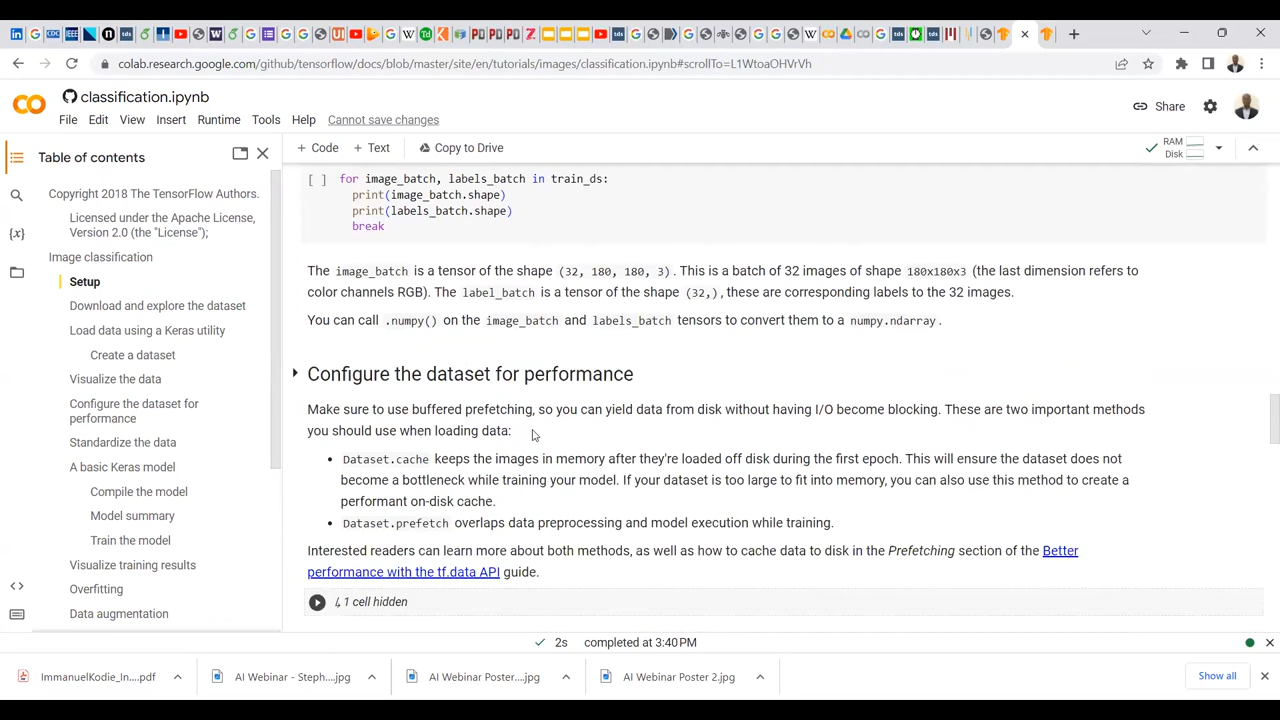 colab.research.google.com/github/tensorflow/docs/blob/master/site/en/tutorials/images/classification.ipynb#scrollTo=L1WtoaOHVrVh
classification.ipynb
Share
File Edit View Insert Runtime Tools Help Cannot save changes
Table of contents
+ Code + Text Copy to Drive
RAM
Disk
Copyright 2018 The TensorFlow Authors.
Licensed under the Apache License,
Version 2.0 (the "License");
Image classification
Setup
Download and explore the dataset
Load data using a Keras utility
Create a dataset
Visualize the data
Configure the dataset for
performance
Standardize the data
A basic Keras model
Compile the model
Model summary
Train the model
Visualize training results
Overfitting
Data augmentation
[ ] for image_batch, labels_batch in train_ds:
print(image_batch.shape)
print(labels_batch.shape)
break
The image_batch is a tensor of the shape (32, 180, 180, 3). This is a batch of 32 images of shape 180x180x3 (the last dimension refers to
color channels RGB). The label_batch is a tensor of the shape (32,), these are corresponding labels to the 32 images.
You can call .numpy() on the image_batch and labels_batch tensors to convert them to a numpy.ndarray.
Configure the dataset for performance
Make sure to use buffered prefetching, so you can yield data from disk without having I/O become blocking. These are two important methods
you should use when loading data:
• Dataset.cache keeps the images in memory after they're loaded off disk during the first epoch. This will ensure the dataset does not
become a bottleneck while training your model. If your dataset is too large to fit into memory, you can also use this method to create a
performant on-disk cache.
• Dataset.prefetch overlaps data preprocessing and model execution while training.
Interested readers can learn more about both methods, as well as how to cache data to disk in the Prefetching section of the Better
performance with the tf.data API guide.
↳ 1 cell hidden
2s completed at 3:40 PM
ImmanuelKodie_In....pdf
AI Webinar - Steph....jpg
AI Webinar Poster....jpg
AI Webinar Poster 2.jpg
Show all